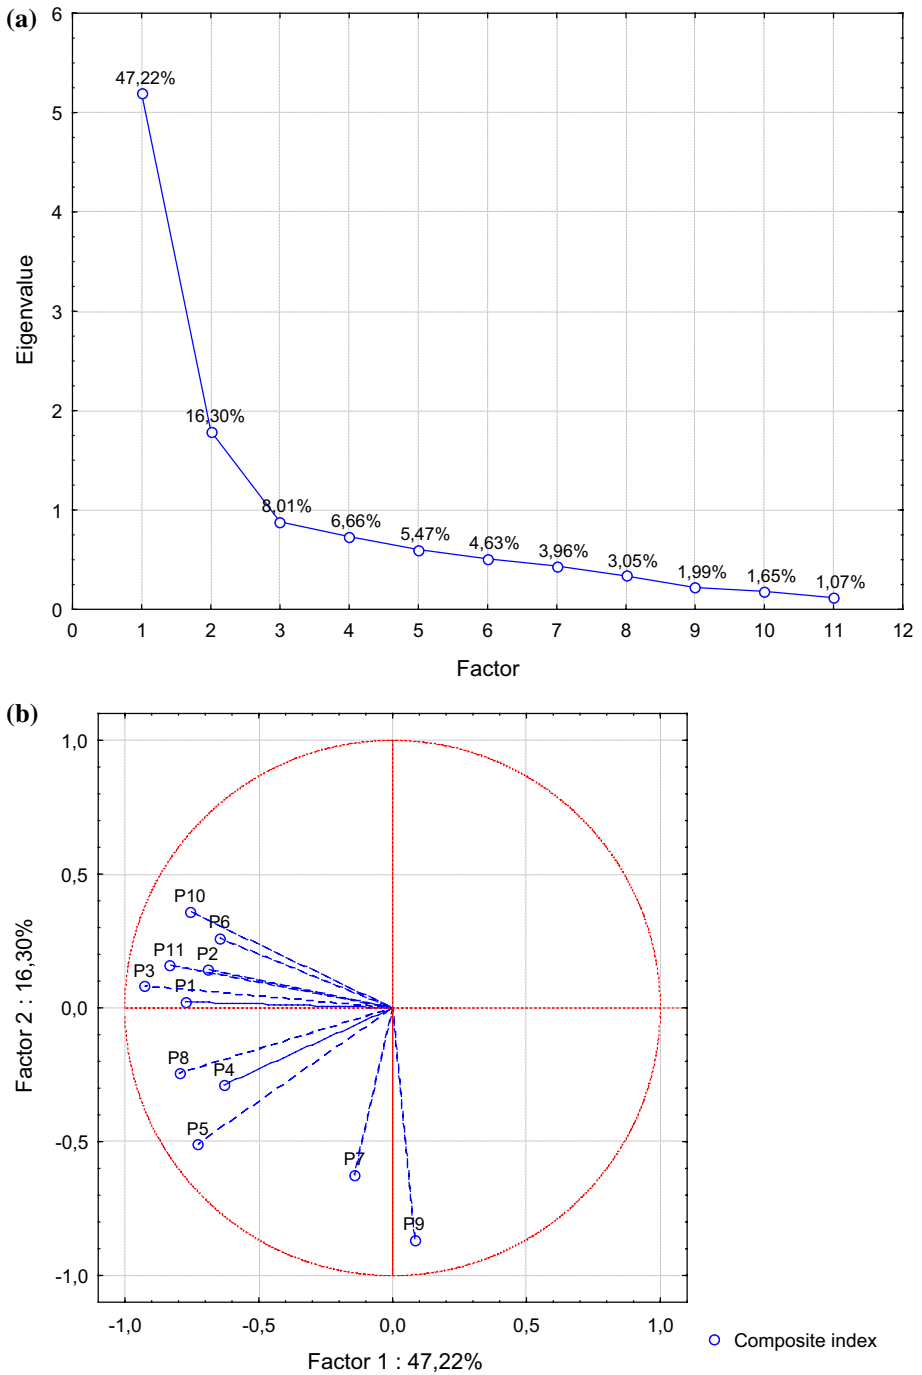 (a)
6
5
4
3
2
1
0
Eigenvalue
47,22%
16,30%
8,01%
6,66%
5,47%
4,63%
3,96%
3,05%
1,99%
1,65%
1,07%
0 1 2 3 4 5 6 7 8 9 10 11 12
Factor
(b)
1,0
0,5
0,0
-0,5
-1,0
Factor 2 : 16,30%
P10
P6
P11
P2
P3
P1
P8
P4
P5
P7
P9
-1,0 -0,5 0,0 0,5 1,0
Factor 1 : 47,22%
Composite index